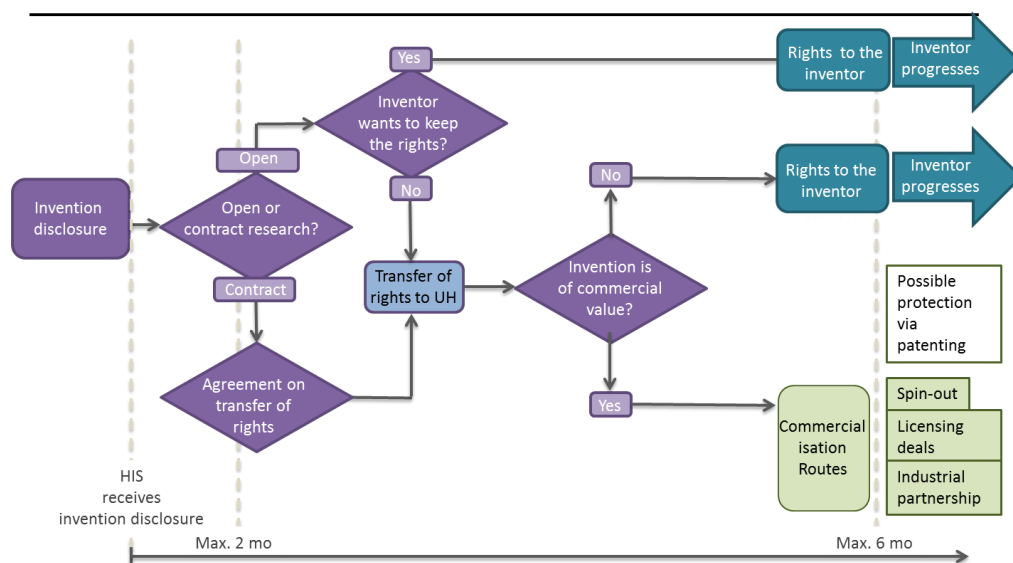 Yes
Rights to the
inventor
Inventor
progresses
Inventor
wants to keep
the rights?
Open
No
No
Rights to the
inventor
Inventor
progresses
Invention
disclosure
Open or
contract research?
Contract
Transfer of
rights to UH
Invention is
of commercial
value?
Possible
protection
via
patenting
Agreement on
transfer of
rights
Yes
Commercial
isation
Routes
Spin-out
Licensing
deals
Industrial
partnership
HIS
receives
invention disclosure
Max. 2 mo
Max. 6 mo